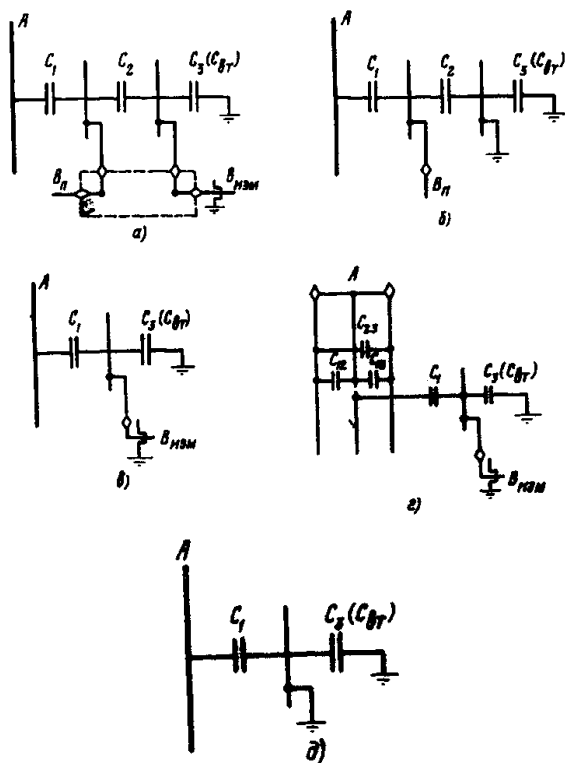 A
C₁ C₂ C₃ (Cвт)
Bп Bизм
а)
A
C₁ C₂ C₃ (Cвт)
Bп
б)
A
C₁ C₃ (Cвт)
Bизм
в)
A
C₂₃
C₁₂
C₁ C₃ (Cвт)
Bизм
г)
A
C₁ C₃ (Cвт)
д)